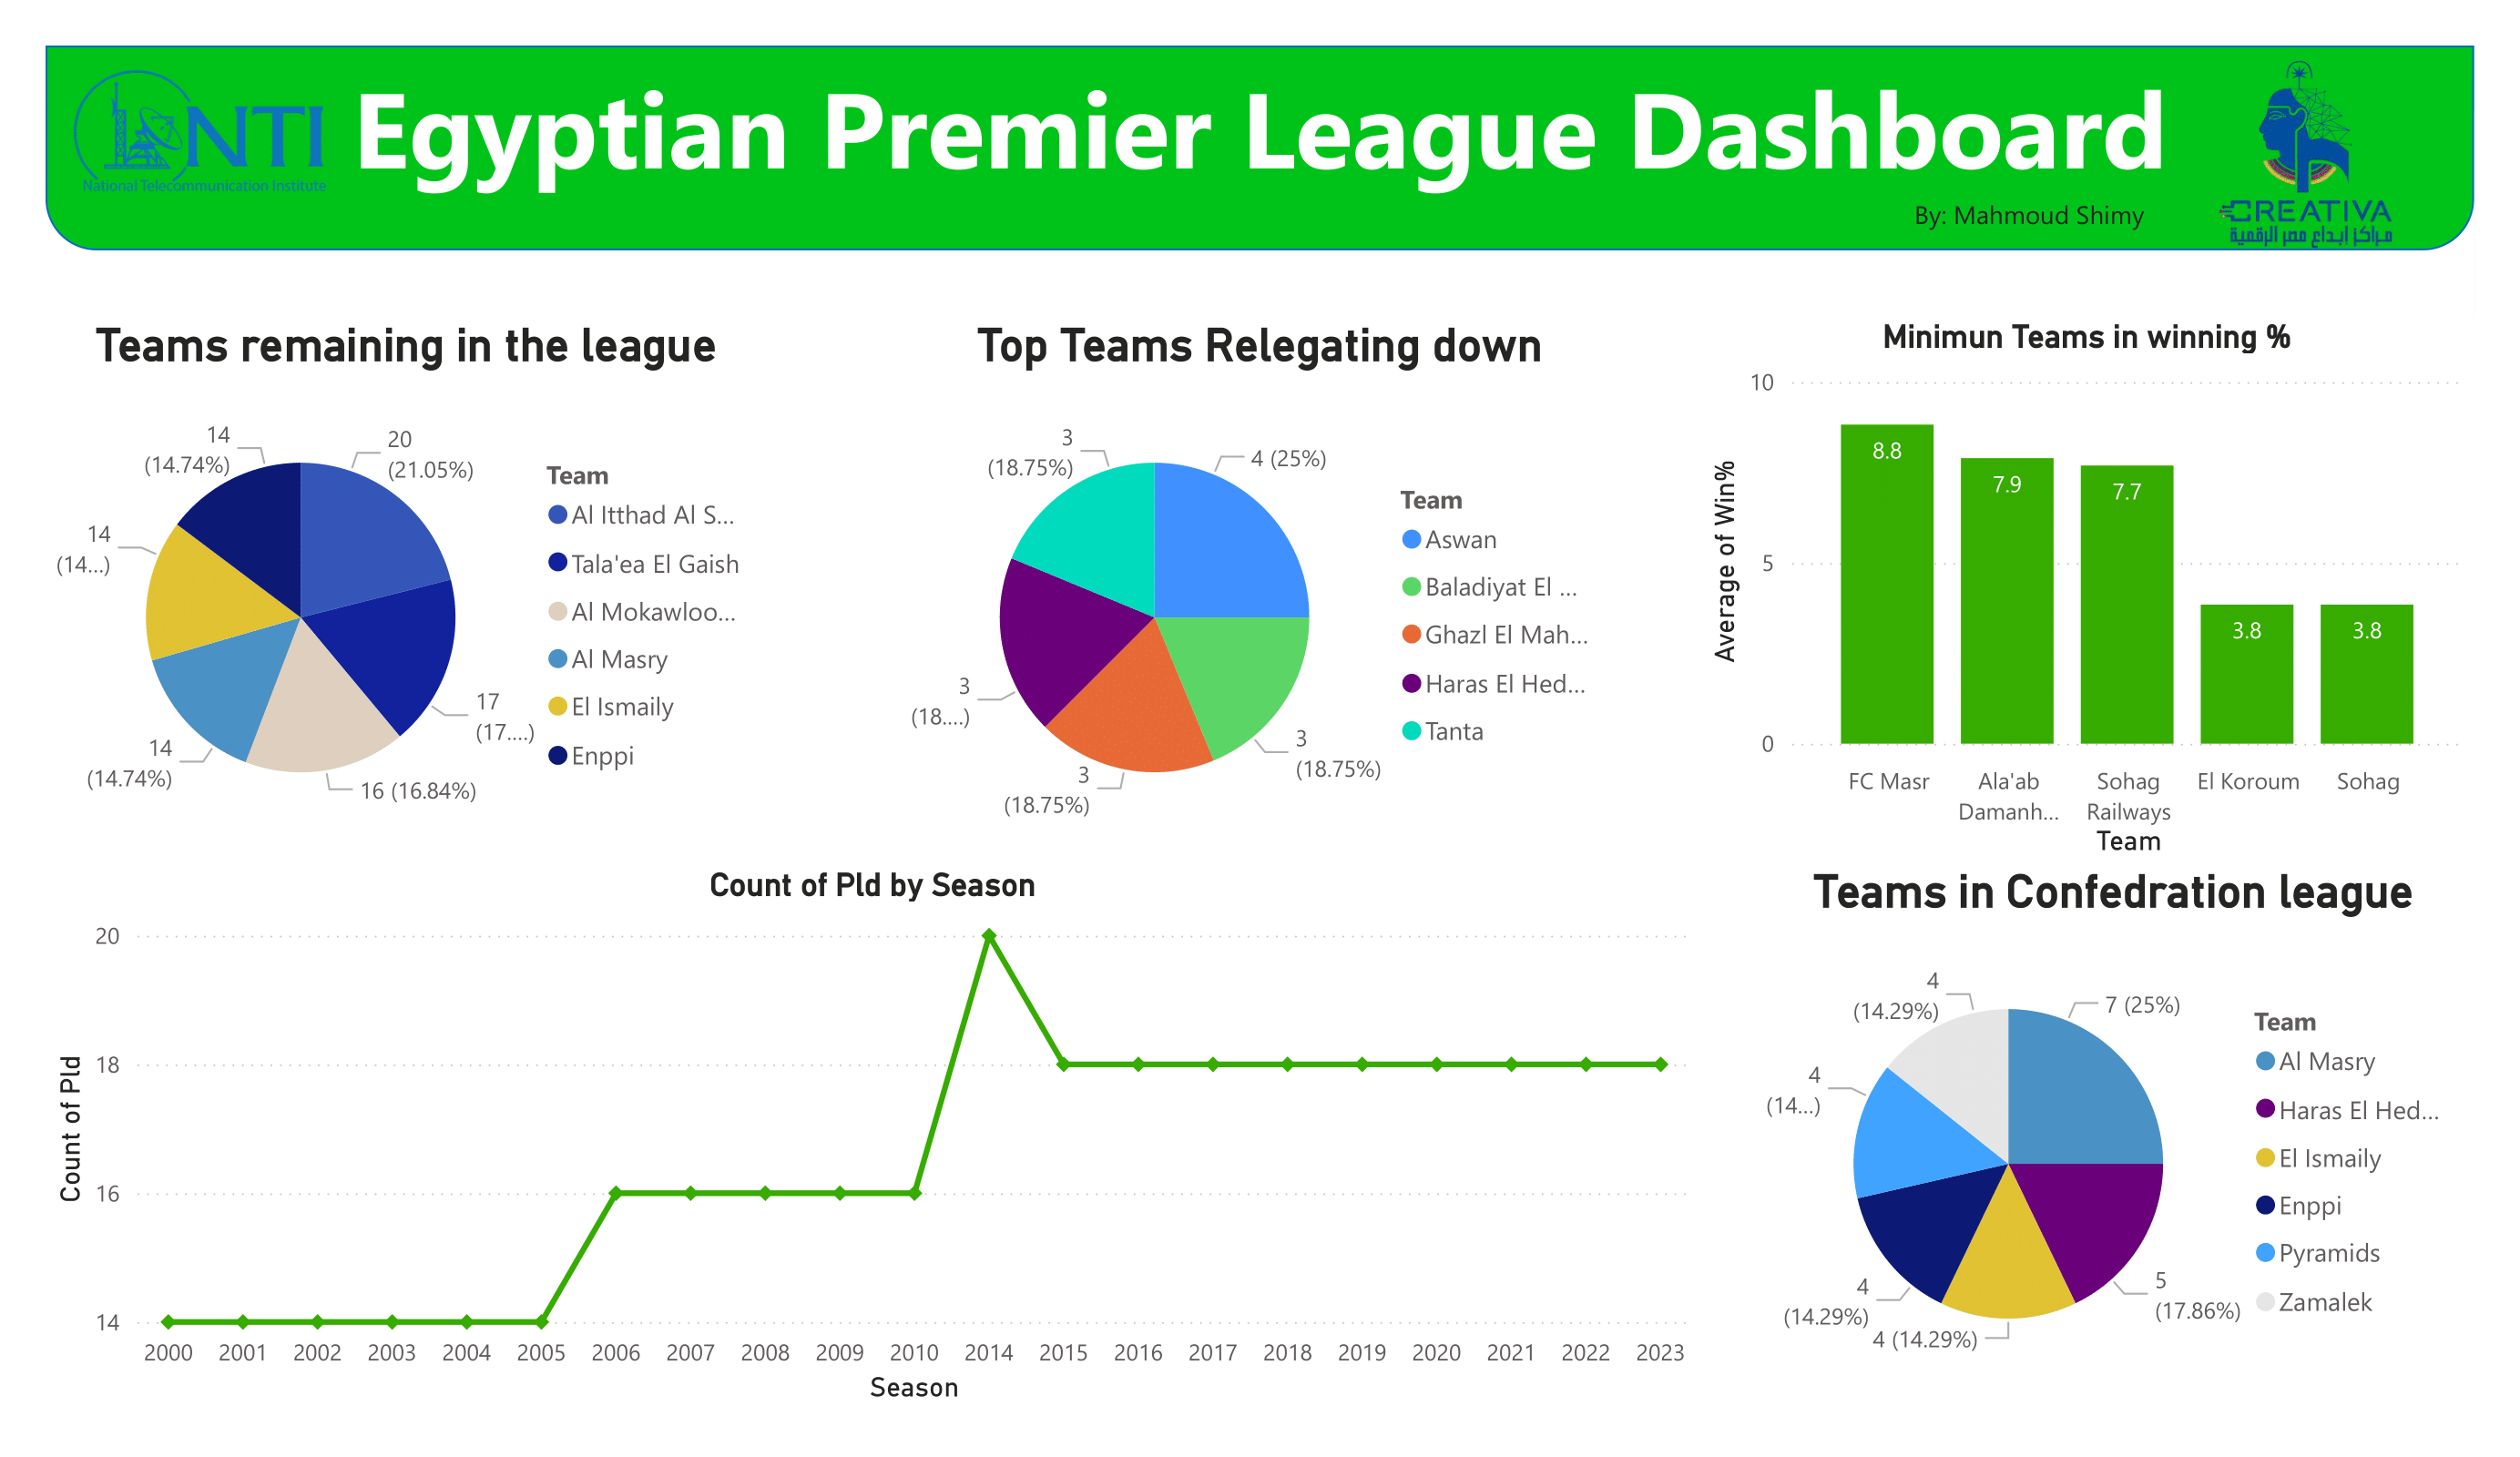 NTI
National Telecommunication Institute
Egyptian Premier League Dashboard
By: Mahmoud Shimy
CREATIVA
مراكز إبداع مصر الرقمية
Teams remaining in the league
14
(14.74%)
20
(21.05%)
14
(14...)
17
(17....)
14
(14.74%)
16 (16.84%)
Team
Al Itthad Al S...
Tala'ea El Gaish
Al Mokawloo...
Al Masry
El Ismaily
Enppi
Top Teams Relegating down
3
(18.75%)
4 (25%)
3
(18....)
3
(18.75%)
3
(18.75%)
Team
Aswan
Baladiyat El ...
Ghazl El Mah...
Haras El Hed...
Tanta
Minimun Teams in winning %
Average of Win%
10
5
0
8.8
7.9
7.7
3.8
3.8
FC Masr
Ala'ab
Damanh...
Sohag
Railways
El Koroum
Sohag
Team
Count of Pld by Season
Count of Pld
20
18
16
14
2000 2001 2002 2003 2004 2005 2006 2007 2008 2009 2010 2014 2015 2016 2017 2018 2019 2020 2021 2022 2023
Season
Teams in Confedration league
4
(14.29%)
7 (25%)
4
(14...)
4
(14.29%)
4 (14.29%)
5
(17.86%)
Team
Al Masry
Haras El Hed...
El Ismaily
Enppi
Pyramids
Zamalek